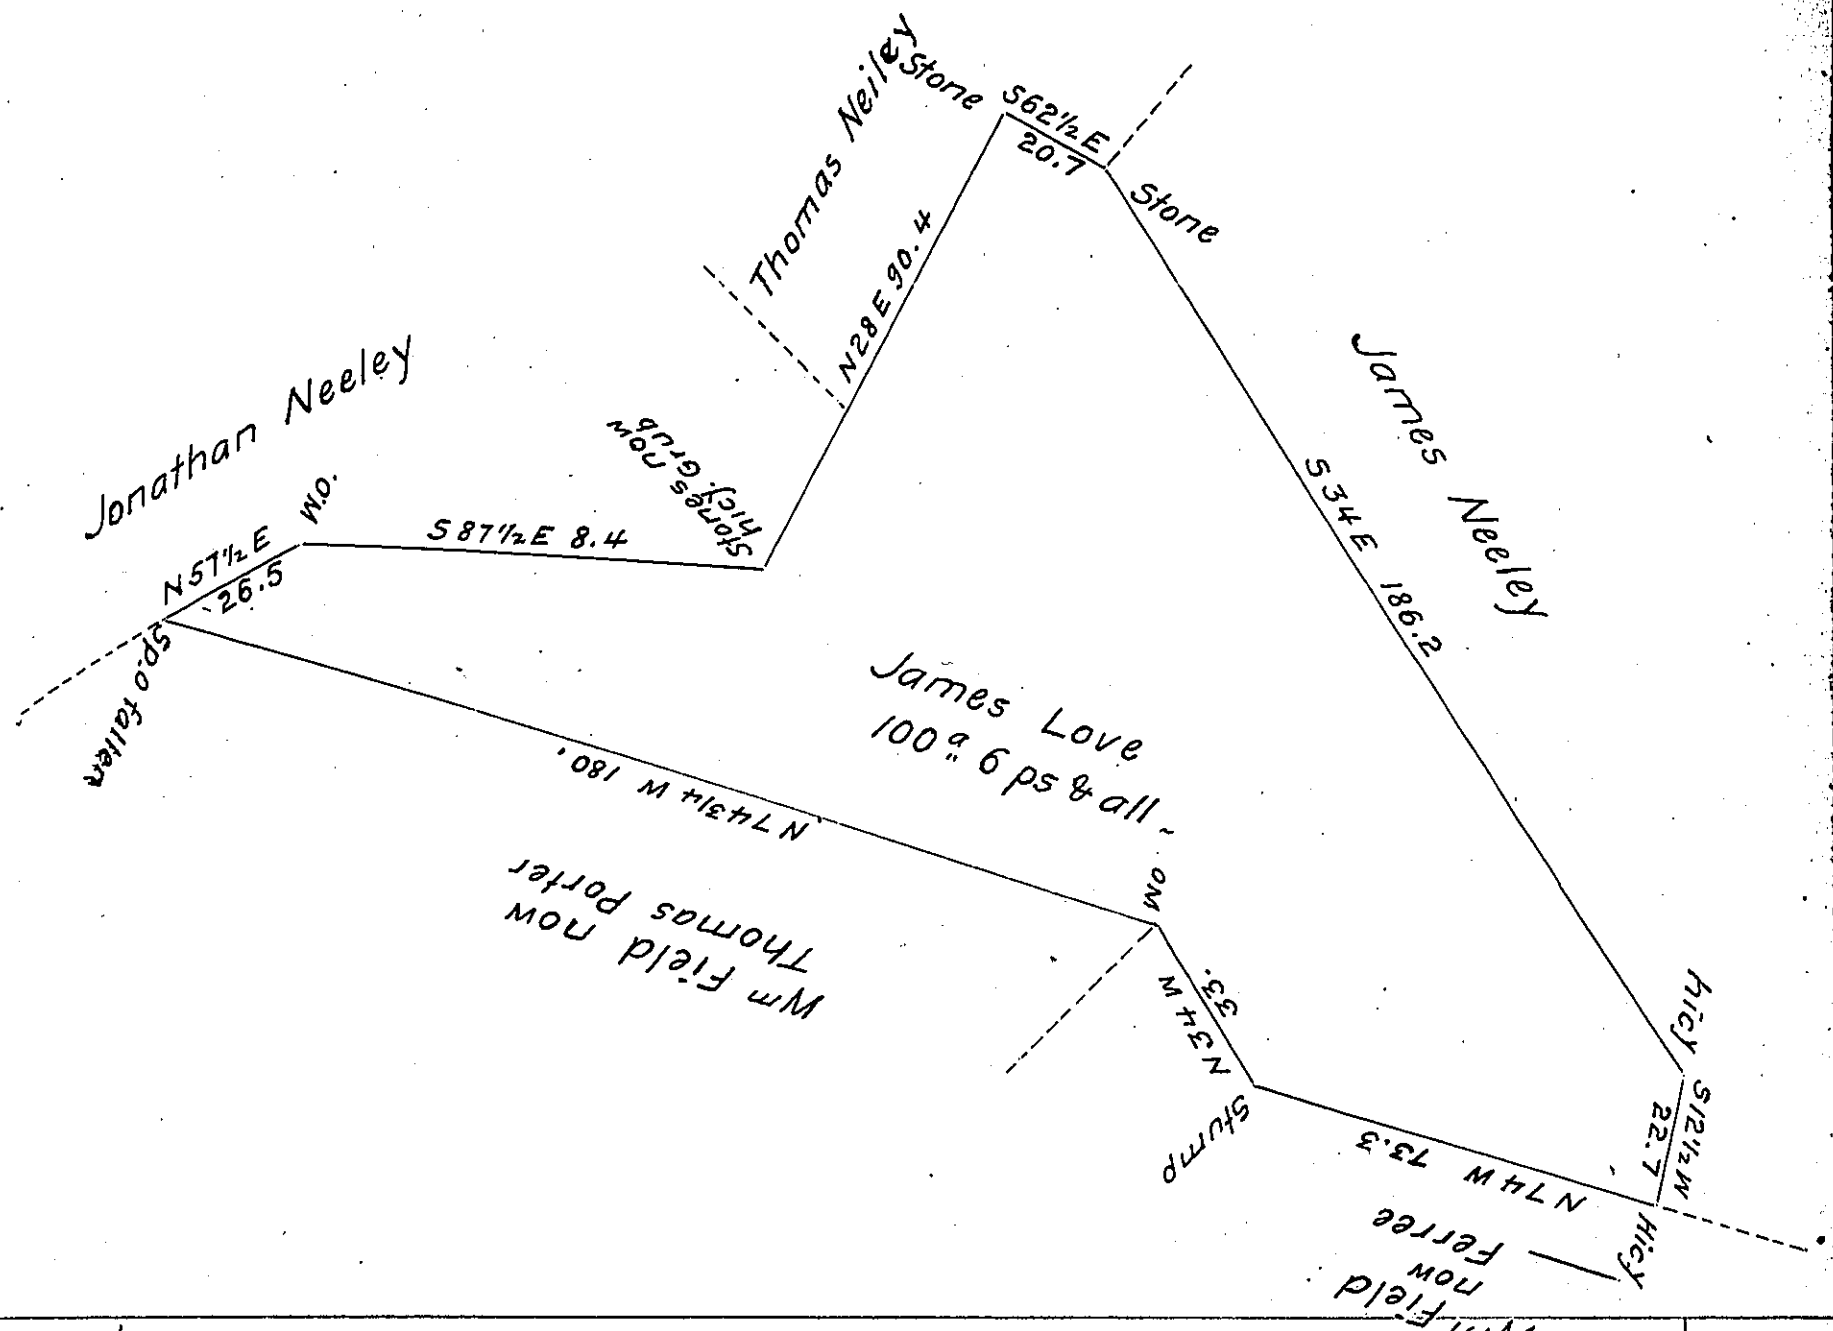 Thomas Neiley
Stone
S62½E
20.7
Stone
N28E 90.4
James Neeley
S34E 186.2
Jonathan Neeley
W.O.
Stones now
hicj. Grub
S87½E 8.4
N57½E
26.5
Sp.O fallen
James Love
100 a 6 ps & all
N74¾ W 180.
Wm Field now
Thomas Porter
WO
N34W
33.
Stump
hicy
S12½W
22.7
N74W 73.3
Hicy
Field
now
Ferree